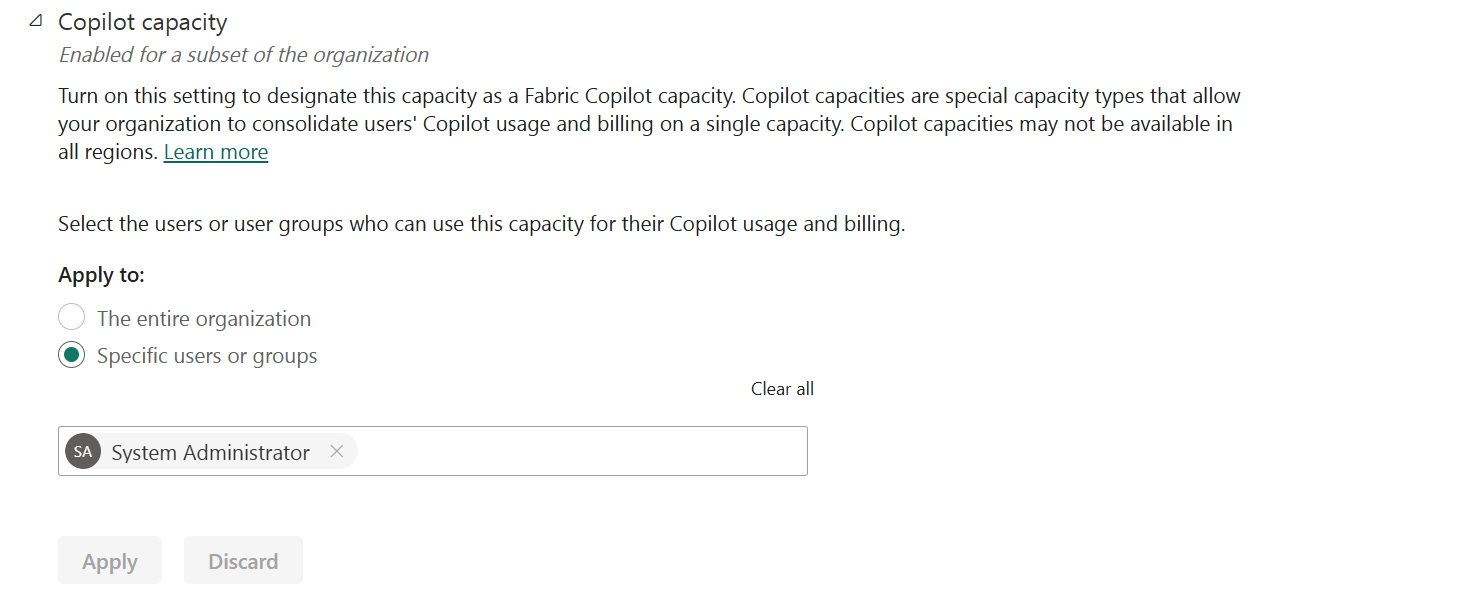 Copilot capacity
Enabled for a subset of the organization
Turn on this setting to designate this capacity as a Fabric Copilot capacity. Copilot capacities are special capacity types that allow
your organization to consolidate users' Copilot usage and billing on a single capacity. Copilot capacities may not be available in
all regions. Learn more
Select the users or user groups who can use this capacity for their Copilot usage and billing.
Apply to:
The entire organization
Specific users or groups
Clear all
SA System Administrator
Apply Discard